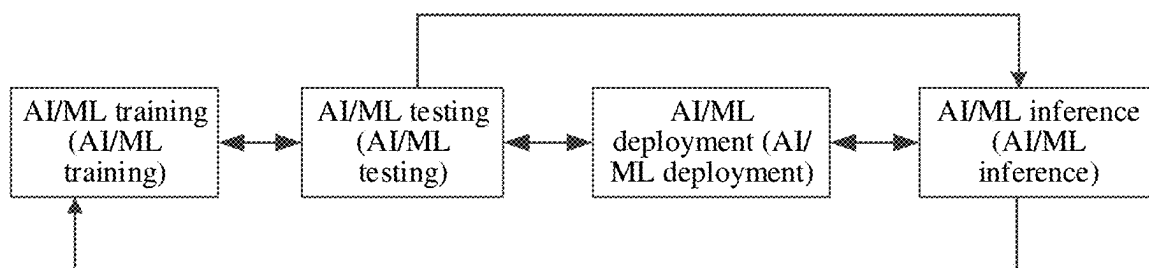 AI/ML training
(AI/ML
training)
AI/ML testing
(AI/ML
testing)
AI/ML
deployment (AI/
ML deployment)
AI/ML inference
(AI/ML
inference)